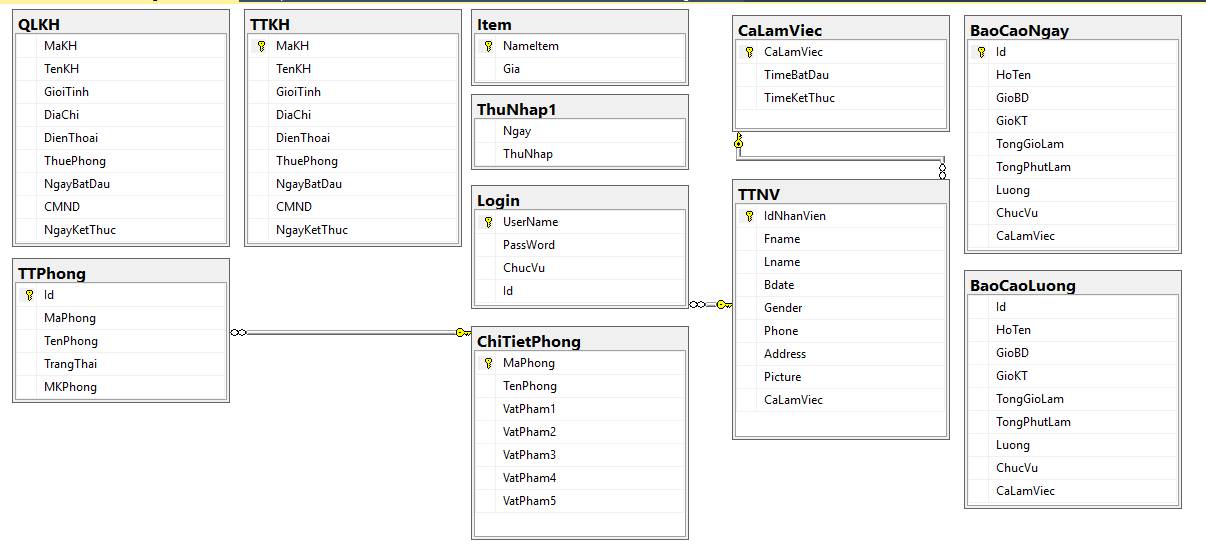 QLKH
MaKH
TenKH
GioiTinh
DiaChi
DienThoai
ThuePhong
NgayBatDau
CMND
NgayKetThuc
TTKH
MaKH
TenKH
GioiTinh
DiaChi
DienThoai
ThuePhong
NgayBatDau
CMND
NgayKetThuc
Item
NameItem
Gia
ThuNhap1
Ngay
ThuNhap
Login
UserName
PassWord
ChucVu
Id
CaLamViec
CaLamViec
TimeBatDau
TimeKetThuc
BaoCaoNgay
Id
HoTen
GioBD
GioKT
TongGioLam
TongPhutLam
Luong
ChucVu
CaLamViec
TTPhong
Id
MaPhong
TenPhong
TrangThai
MKPhong
ChiTietPhong
MaPhong
TenPhong
VatPham1
VatPham2
VatPham3
VatPham4
VatPham5
TTNV
IdNhanVien
Fname
Lname
Bdate
Gender
Phone
Address
Picture
CaLamViec
BaoCaoLuong
Id
HoTen
GioBD
GioKT
TongGioLam
TongPhutLam
Luong
ChucVu
CaLamViec